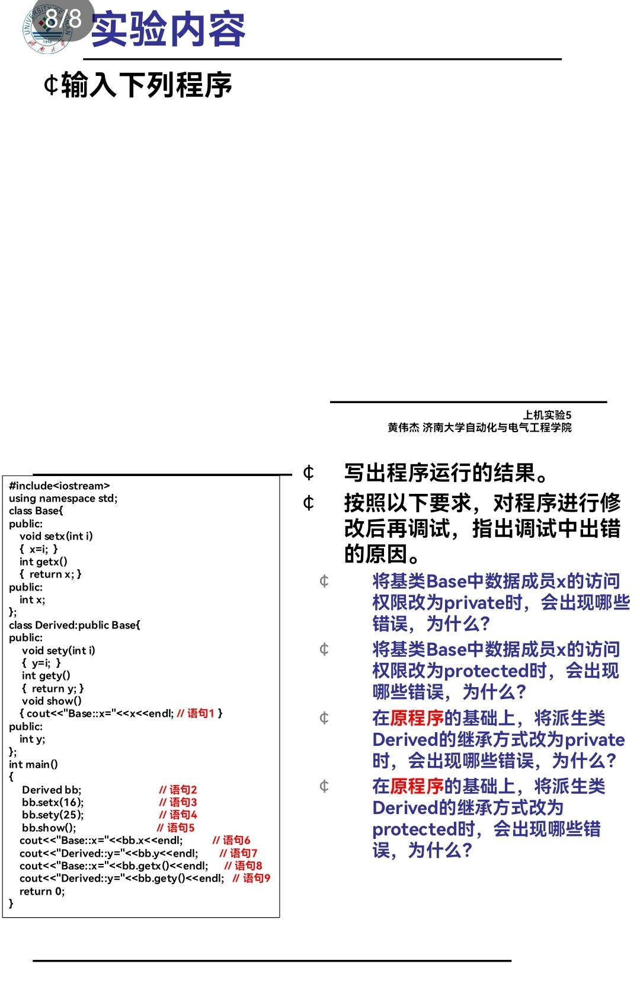 8/8
实验内容
¢输入下列程序
上机实验5
黄伟杰 济南大学自动化与电气工程学院
#include<iostream>
using namespace std;
class Base{
public:
void setx(int i)
{ x=i; }
int getx()
{ return x; }
public:
int x;
};
class Derived:public Base{
public:
void sety(int i)
{ y=i; }
int gety()
{ return y; }
void show()
{ cout<<"Base::x="<<x<<endl; // 语句1 }
public:
int y;
};
int main()
{
Derived bb; // 语句2
bb.setx(16); // 语句3
bb.sety(25); // 语句4
bb.show(); // 语句5
cout<<"Base::x="<<bb.x<<endl; // 语句6
cout<<"Derived::y="<<bb.y<<endl; // 语句7
cout<<"Base::x="<<bb.getx()<<endl; // 语句8
cout<<"Derived::y="<<bb.gety()<<endl; // 语句9
return 0;
}
¢ 写出程序运行的结果。
¢ 按照以下要求，对程序进行修
改后再调试，指出调试中出错
的原因。
¢ 将基类Base中数据成员x的访问
权限改为private时，会出现哪些
错误，为什么？
¢ 将基类Base中数据成员x的访问
权限改为protected时，会出现
哪些错误，为什么？
¢ 在原程序的基础上，将派生类
Derived的继承方式改为private
时，会出现哪些错误，为什么？
¢ 在原程序的基础上，将派生类
Derived的继承方式改为
protected时，会出现哪些错
误，为什么？